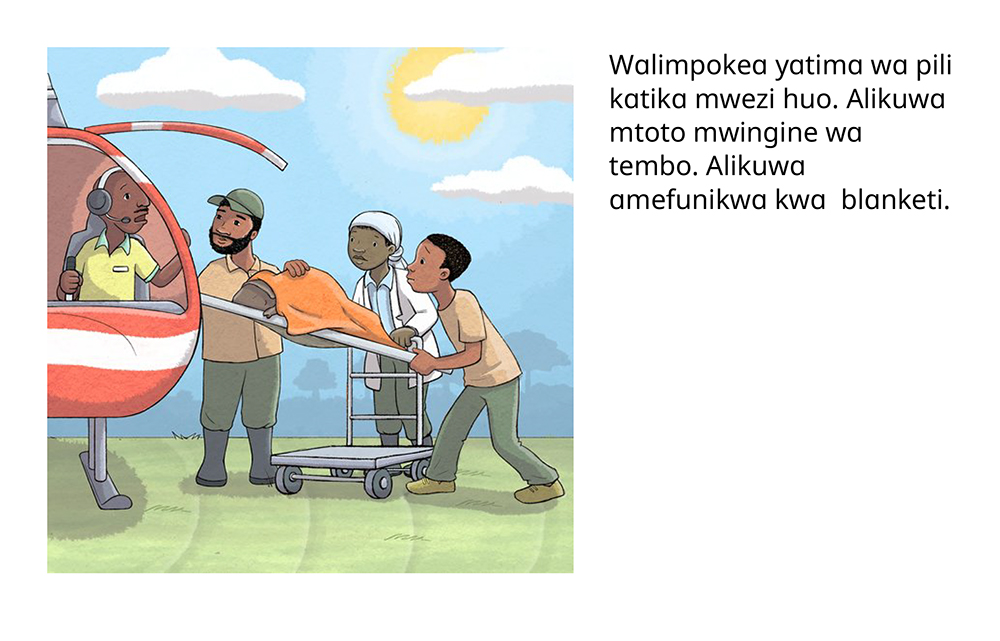 Walimpokea yatima wa pili
katika mwezi huo. Alikuwa
mtoto mwingine wa
tembo. Alikuwa
amefunikwa kwa  blanketi.